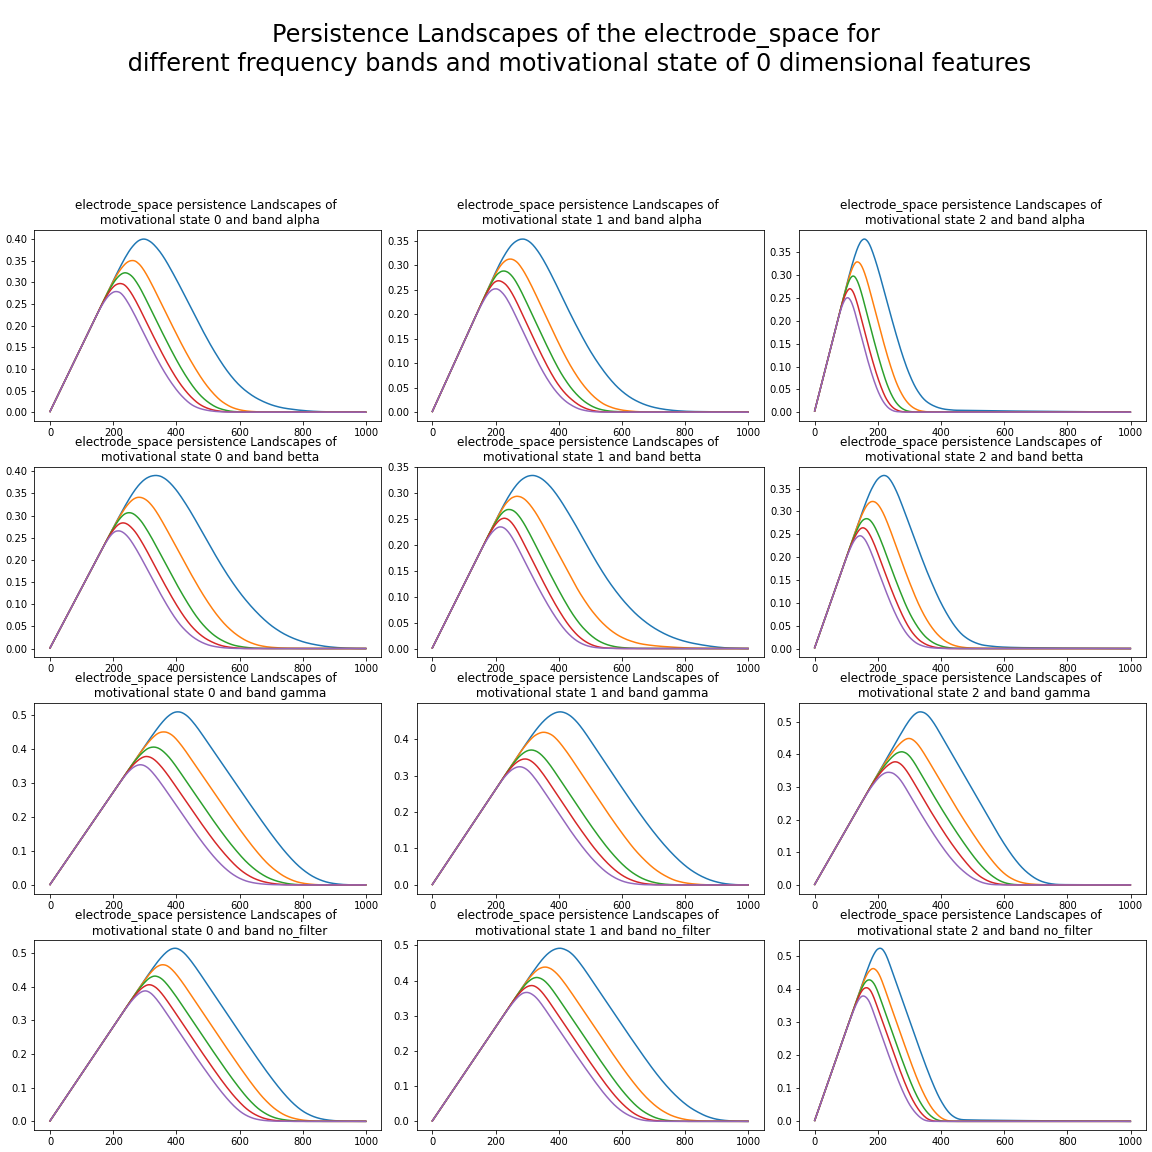 Persistence Landscapes of the electrode_space for
different frequency bands and motivational state of 0 dimensional features
electrode_space persistence Landscapes of
motivational state 0 and band alpha
0.40
0.35
0.30
0.25
0.20
0.15
0.10
0.05
0.00
0 200 400 600 800 1000
electrode_space persistence Landscapes of
motivational state 1 and band alpha
0.35
0.30
0.25
0.20
0.15
0.10
0.05
0.00
0 200 400 600 800 1000
electrode_space persistence Landscapes of
motivational state 2 and band alpha
0.35
0.30
0.25
0.20
0.15
0.10
0.05
0.00
0 200 400 600 800 1000
electrode_space persistence Landscapes of
motivational state 0 and band betta
0.40
0.35
0.30
0.25
0.20
0.15
0.10
0.05
0.00
0 200 400 600 800 1000
electrode_space persistence Landscapes of
motivational state 1 and band betta
0.35
0.30
0.25
0.20
0.15
0.10
0.05
0.00
0 200 400 600 800 1000
electrode_space persistence Landscapes of
motivational state 2 and band betta
0.35
0.30
0.25
0.20
0.15
0.10
0.05
0.00
0 200 400 600 800 1000
electrode_space persistence Landscapes of
motivational state 0 and band gamma
0.5
0.4
0.3
0.2
0.1
0.0
0 200 400 600 800 1000
electrode_space persistence Landscapes of
motivational state 1 and band gamma
0.4
0.3
0.2
0.1
0.0
0 200 400 600 800 1000
electrode_space persistence Landscapes of
motivational state 2 and band gamma
0.5
0.4
0.3
0.2
0.1
0.0
0 200 400 600 800 1000
electrode_space persistence Landscapes of
motivational state 0 and band no_filter
0.5
0.4
0.3
0.2
0.1
0.0
0 200 400 600 800 1000
electrode_space persistence Landscapes of
motivational state 1 and band no_filter
0.5
0.4
0.3
0.2
0.1
0.0
0 200 400 600 800 1000
electrode_space persistence Landscapes of
motivational state 2 and band no_filter
0.5
0.4
0.3
0.2
0.1
0.0
0 200 400 600 800 1000